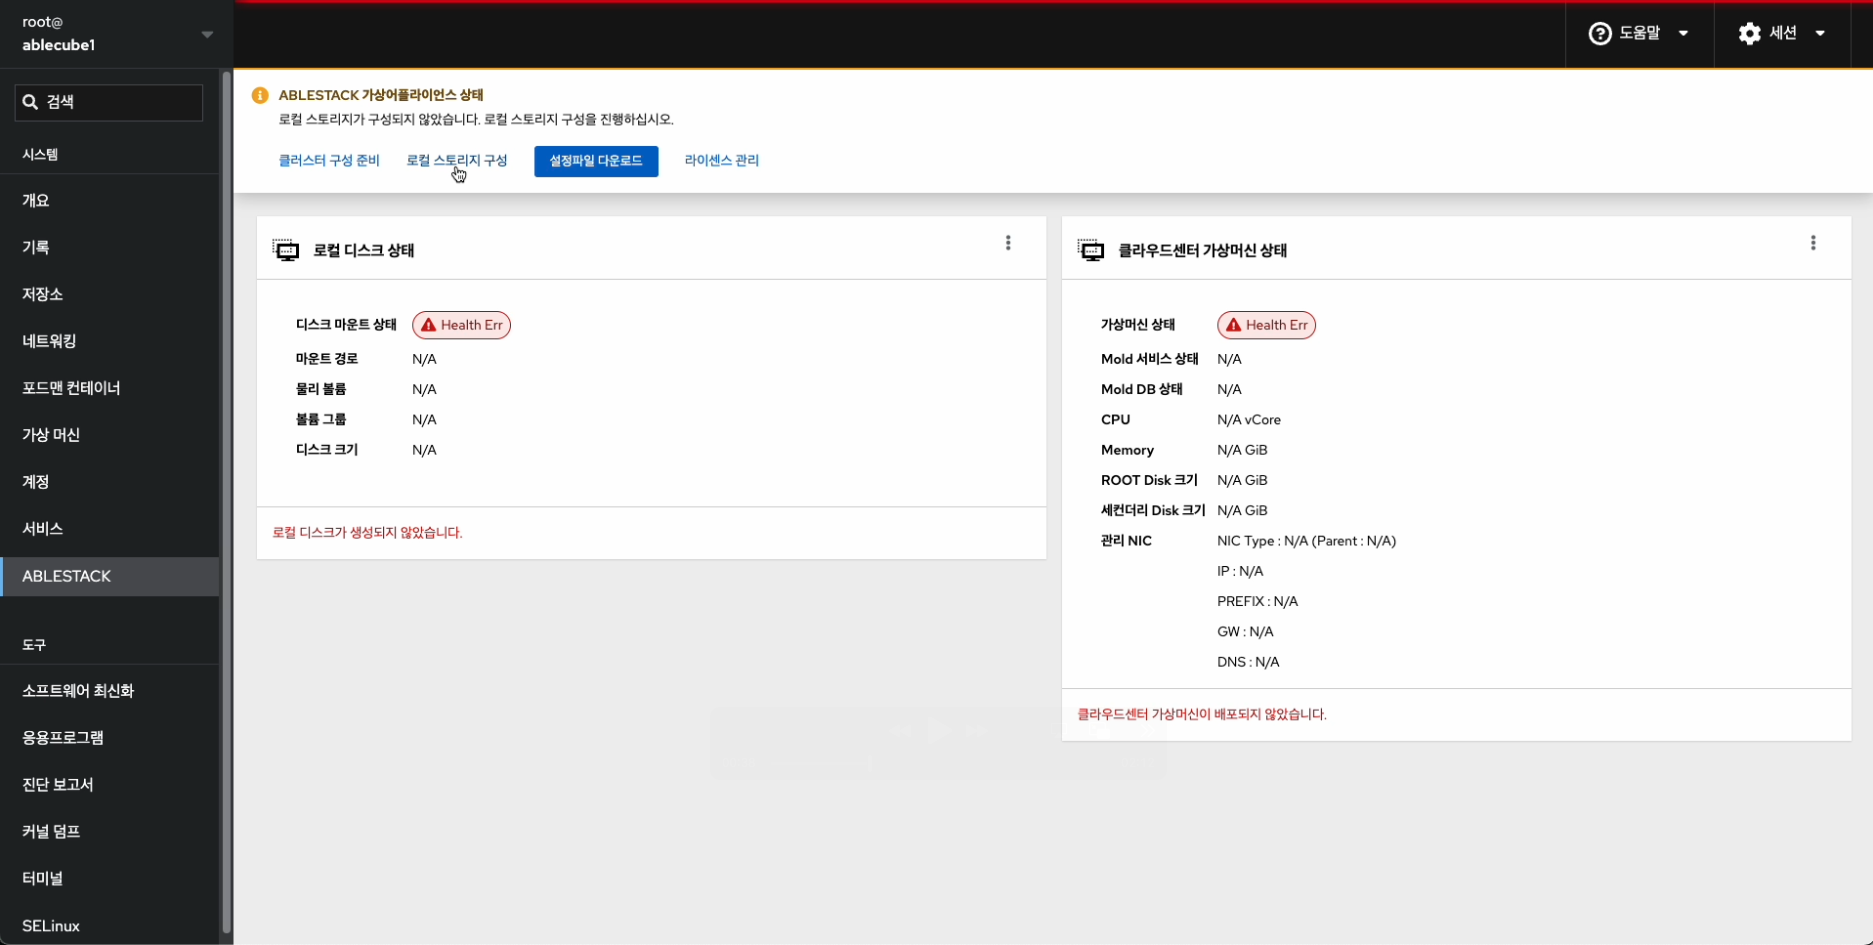 root@
ablecube1
도움말
세션
검색
시스템
개요
기록
저장소
네트워킹
포드맨 컨테이너
가상 머신
계정
서비스
ABLESTACK
도구
소프트웨어 최신화
응용프로그램
진단 보고서
커널 덤프
터미널
SELinux
ABLESTACK 가상어플라이언스 상태
로컬 스토리지가 구성되지 않았습니다. 로컬 스토리지 구성을 진행하십시오.
클러스터 구성 준비 로컬 스토리지 구성 설정파일 다운로드 라이센스 관리
로컬 디스크 상태
디스크 마운트 상태 Health Err
마운트 경로 N/A
물리 볼륨 N/A
볼륨 그룹 N/A
디스크 크기 N/A
로컬 디스크가 생성되지 않았습니다.
클라우드센터 가상머신 상태
가상머신 상태 Health Err
Mold 서비스 상태 N/A
Mold DB 상태 N/A
CPU N/A vCore
Memory N/A GiB
ROOT Disk 크기 N/A GiB
세컨더리 Disk 크기 N/A GiB
관리 NIC NIC Type : N/A (Parent : N/A)
IP : N/A
PREFIX : N/A
GW : N/A
DNS : N/A
클라우드센터 가상머신이 배포되지 않았습니다.